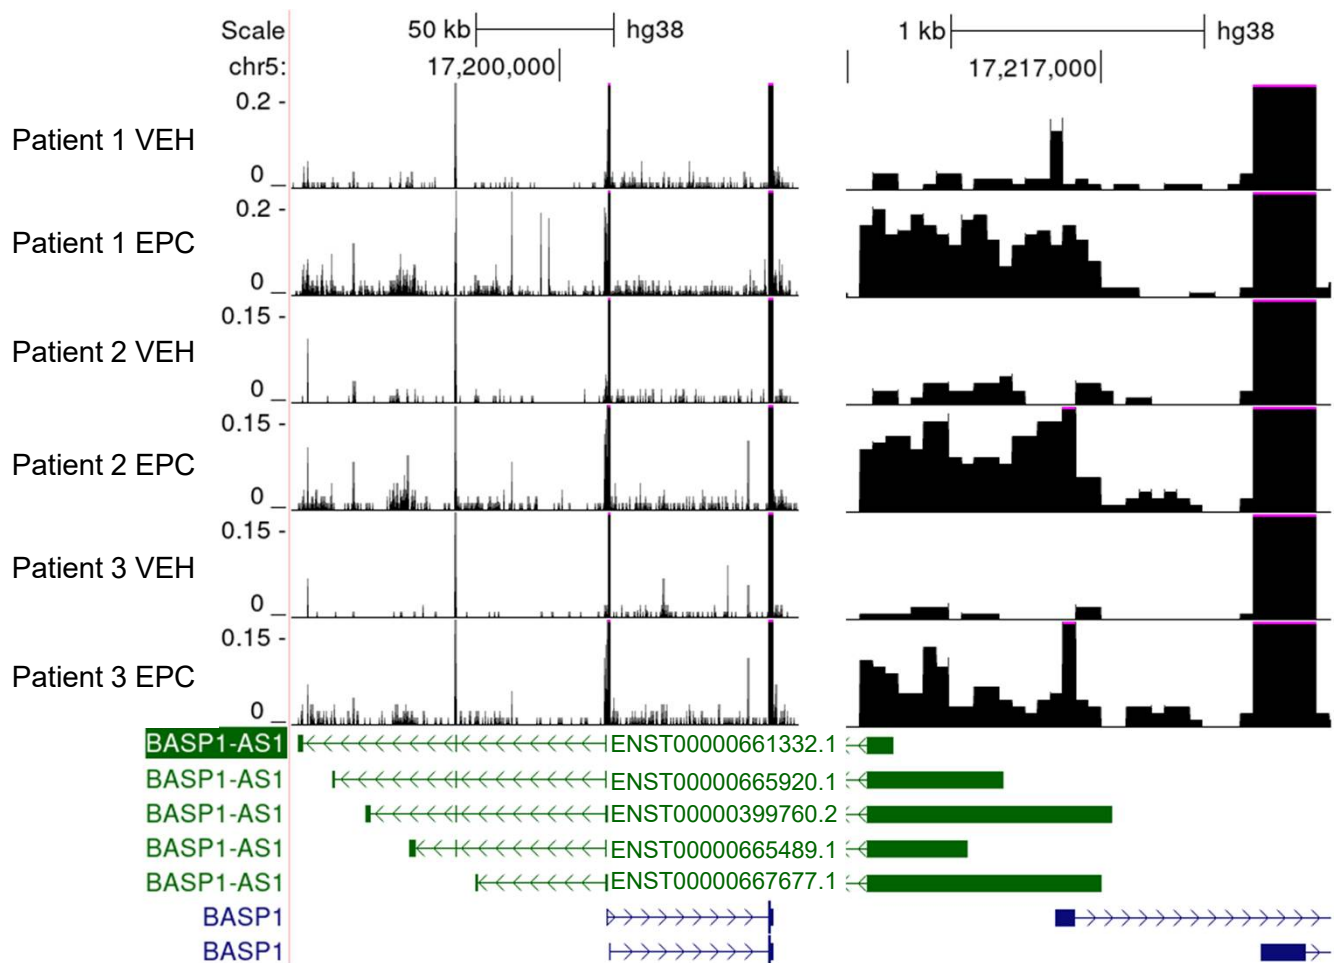 Scale 50 kb hg38 1 kb hg38
chr5: 17,200,000 17,217,000
0.2 -
Patient 1 VEH
0
0.2 -
Patient 1 EPC
0
0.15 -
Patient 2 VEH
0
0.15 -
Patient 2 EPC
0
0.15 -
Patient 3 VEH
0
0.15 -
Patient 3 EPC
0
BASP1-AS1 ENST00000661332.1
BASP1-AS1 ENST00000665920.1
BASP1-AS1 ENST00000399760.2
BASP1-AS1 ENST00000665489.1
BASP1-AS1 ENST00000667677.1
BASP1
BASP1